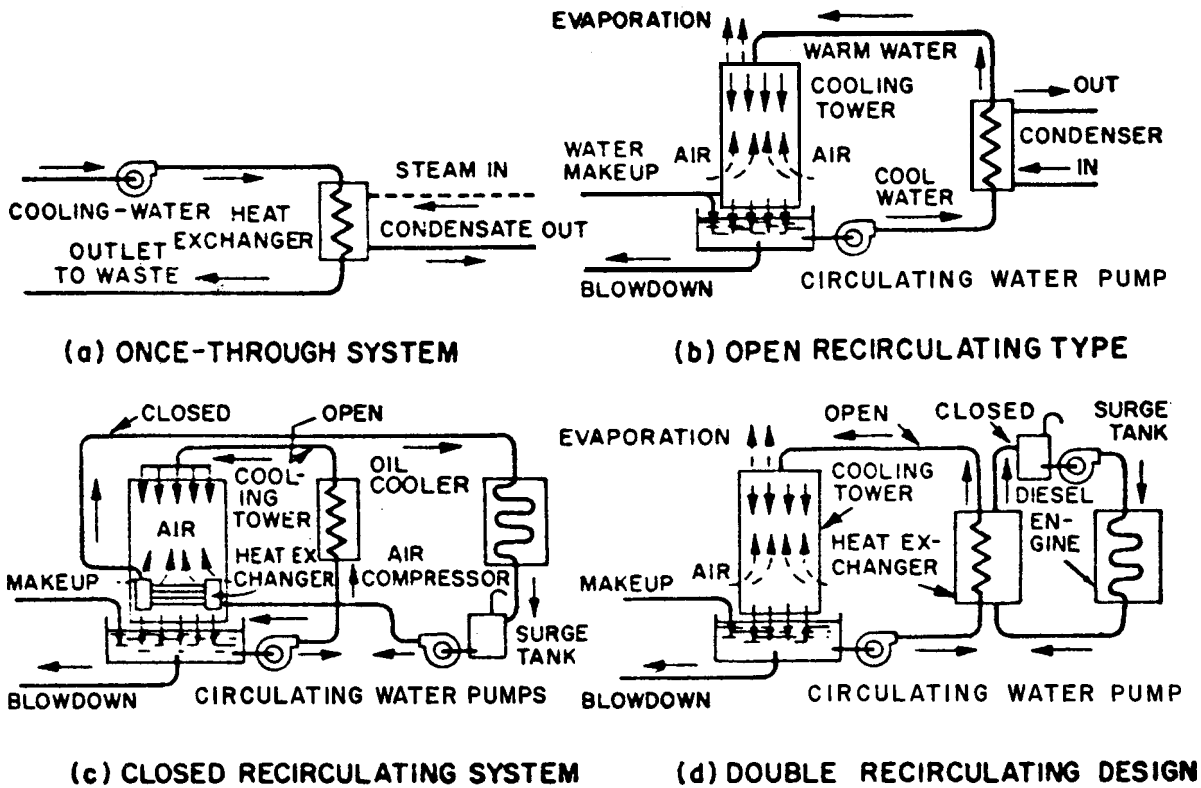 STEAM IN
COOLING-WATER
HEAT
EXCHANGER
CONDENSATE OUT
OUTLET
TO WASTE
(a) ONCE-THROUGH SYSTEM
EVAPORATION
WARM WATER
COOLING
TOWER
OUT
CONDENSER
IN
WATER
MAKEUP
AIR
AIR
COOL
WATER
BLOWDOWN
CIRCULATING WATER PUMP
(b) OPEN RECIRCULATING TYPE
CLOSED
OPEN
COOL-
ING
TOWER
OIL
COOLER
AIR
HEAT EX
CHANGER
AIR
COMPRESSOR
MAKEUP
SURGE
TANK
BLOWDOWN
CIRCULATING WATER PUMPS
(c) CLOSED RECIRCULATING SYSTEM
OPEN
CLOSED
SURGE
TANK
EVAPORATION
COOLING
TOWER
DIESEL
EN-
GINE
HEAT EX-
CHANGER
AIR
MAKEUP
BLOWDOWN
CIRCULATING WATER PUMP
(d) DOUBLE RECIRCULATING DESIGN